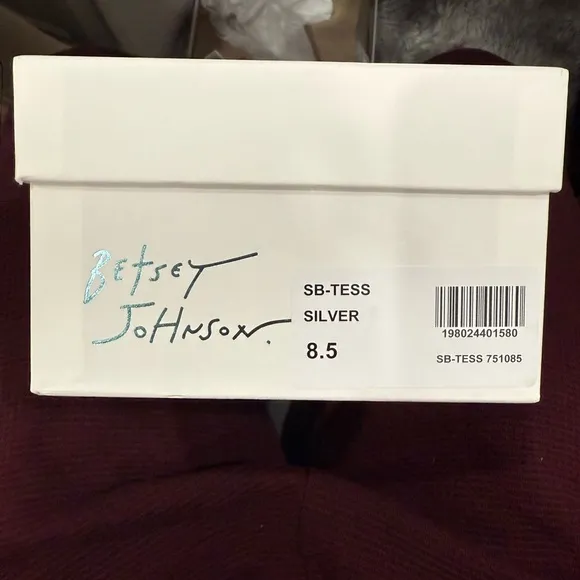 Betsey
Johnson.
SB-TESS
SILVER
8.5
198024401580
SB-TESS 751085